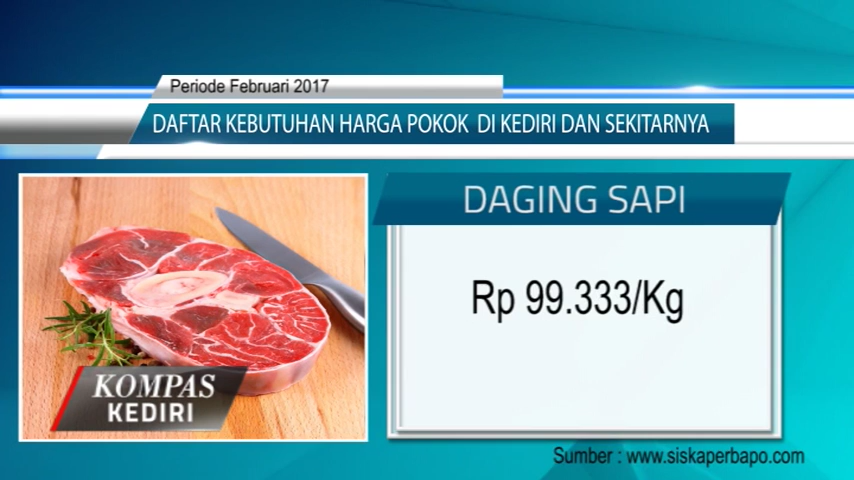 Periode Februari 2017
DAFTAR KEBUTUHAN HARGA POKOK DI KEDIRI DAN SEKITARNYA
DAGING SAPI
Rp 99.333/Kg
KOMPAS
KEDIRI
Sumber : www.siskaperbapo.com